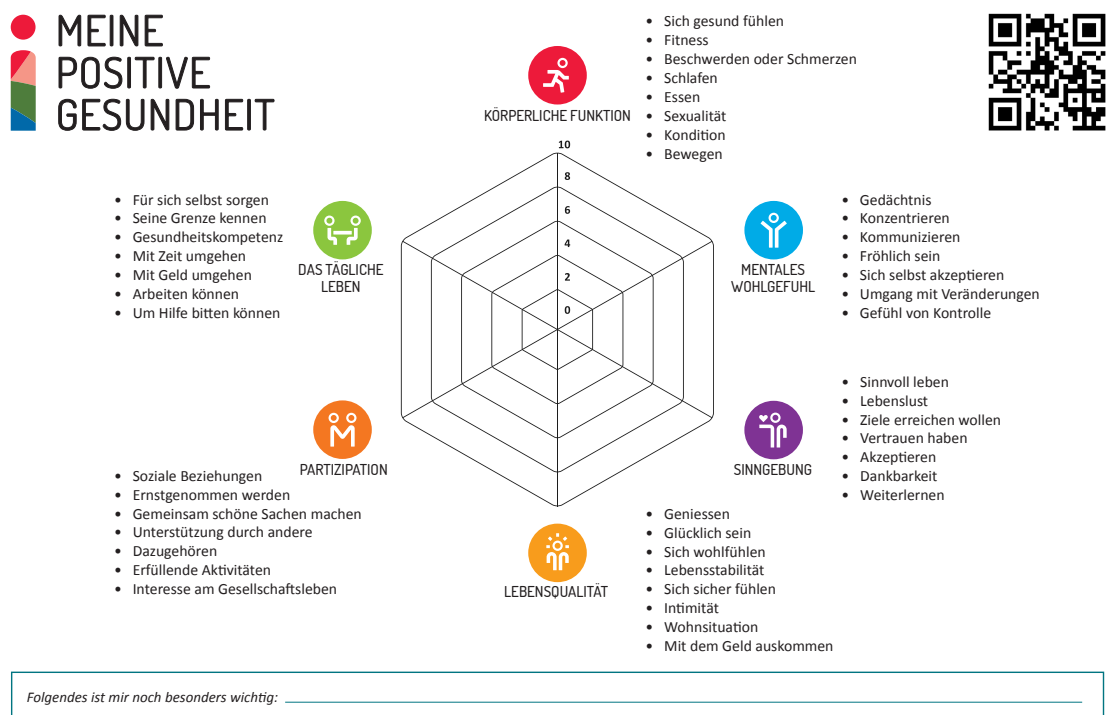 MEINE
POSITIVE
GESUNDHEIT
KÖRPERLICHE FUNKTION
• Sich gesund fühlen
• Fitness
• Beschwerden oder Schmerzen
• Schlafen
• Essen
• Sexualität
• Kondition
• Bewegen
10
8
6
4
2
0
• Für sich selbst sorgen
• Seine Grenze kennen
• Gesundheitskompetenz
• Mit Zeit umgehen
• Mit Geld umgehen
• Arbeiten können
• Um Hilfe bitten können
DAS TÄGLICHE
LEBEN
MENTALES
WOHLGEFUHL
• Gedächtnis
• Konzentrieren
• Kommunizieren
• Fröhlich sein
• Sich selbst akzeptieren
• Umgang mit Veränderungen
• Gefühl von Kontrolle
PARTIZIPATION
• Soziale Beziehungen
• Ernstgenommen werden
• Gemeinsam schöne Sachen machen
• Unterstützung durch andere
• Dazugehören
• Erfüllende Aktivitäten
• Interesse am Gesellschaftsleben
SINNGEBUNG
• Sinnvoll leben
• Lebenslust
• Ziele erreichen wollen
• Vertrauen haben
• Akzeptieren
• Dankbarkeit
• Weiterlernen
LEBENSQUALITÄT
• Geniessen
• Glücklich sein
• Sich wohlfühlen
• Lebensstabilität
• Sich sicher fühlen
• Intimität
• Wohnsituation
• Mit dem Geld auskommen
Folgendes ist mir noch besonders wichtig: